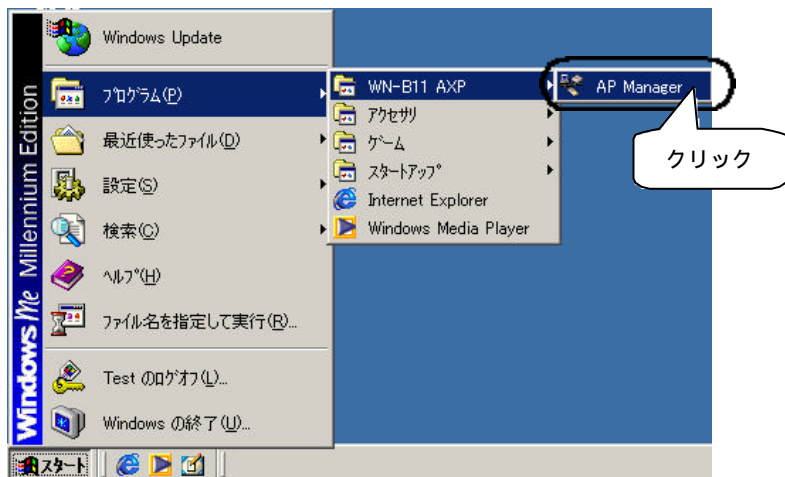 Windows Update
プログラム(P)
最近使ったファイル(D)
設定(S)
検索(C)
ヘルプ(H)
ファイル名を指定して実行(R)...
Test のログオフ(L)...
Windows の終了(U)...
Windows Me Millennium Edition
WN-B11 AXP
アクセサリ
ゲーム
スタートアップ
Internet Explorer
Windows Media Player
AP Manager
クリック
スタート